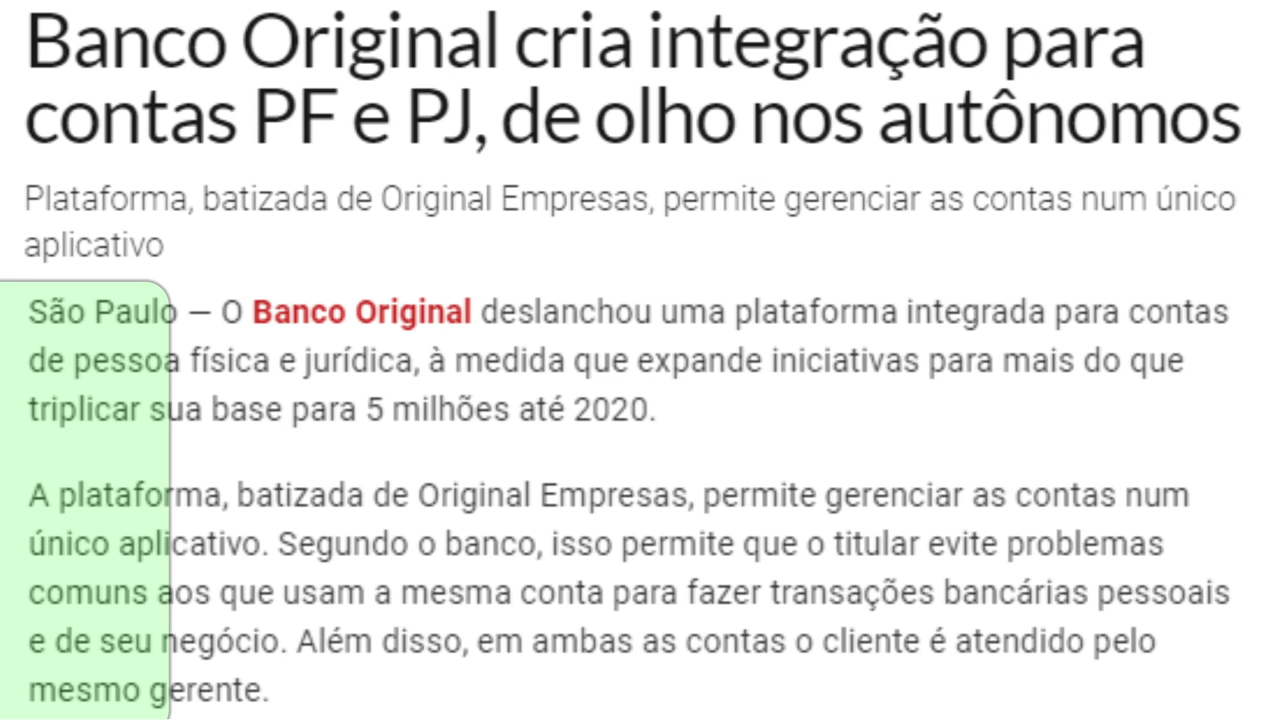 Banco Original cria integração para
contas PF e PJ, de olho nos autônomos
Plataforma, batizada de Original Empresas, permite gerenciar as contas num único
aplicativo
São Paulo — O Banco Original deslanchou uma plataforma integrada para contas
de pessoa física e jurídica, à medida que expande iniciativas para mais do que
triplicar sua base para 5 milhões até 2020.
A plataforma, batizada de Original Empresas, permite gerenciar as contas num
único aplicativo. Segundo o banco, isso permite que o titular evite problemas
comuns aos que usam a mesma conta para fazer transações bancárias pessoais
e de seu negócio. Além disso, em ambas as contas o cliente é atendido pelo
mesmo gerente.